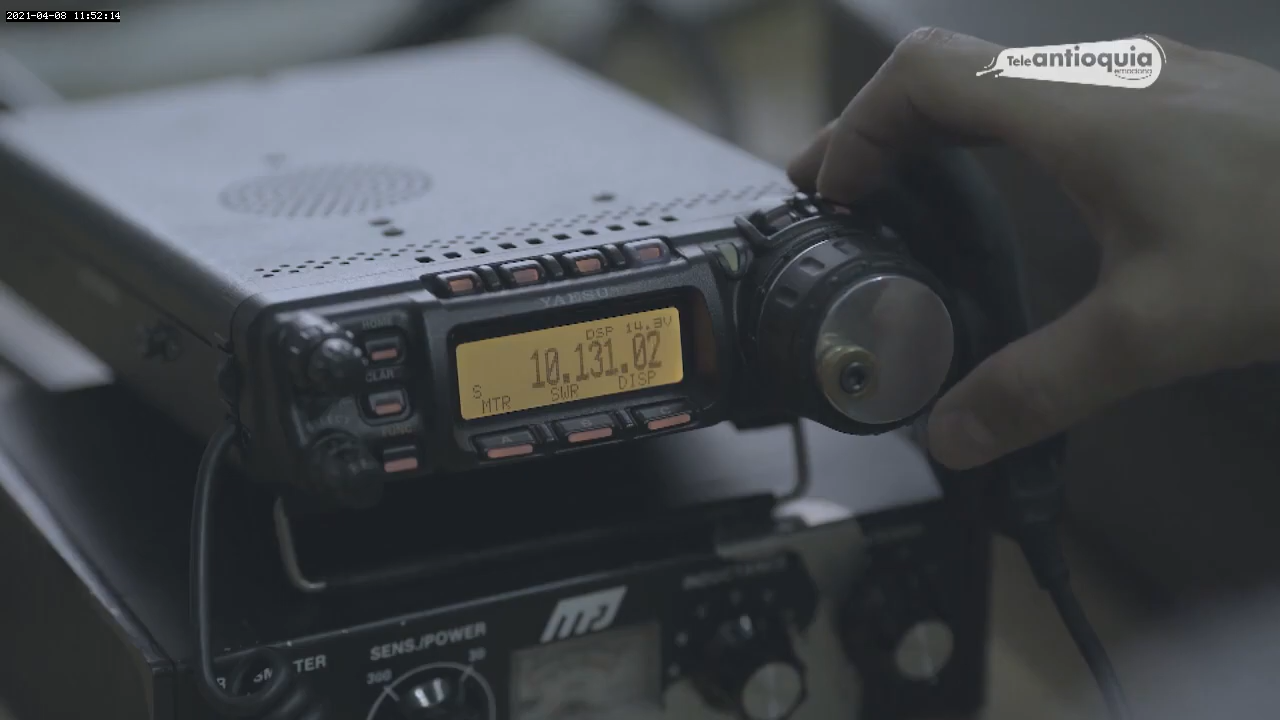 2021-04-08 11:52:14
Teleantioquia
emociona
HOME
CLAR
YAESU
DSP 14.3V
10.131.02
S
MTR SWR DISP
A
MFJ
SENS./POWER
300 30